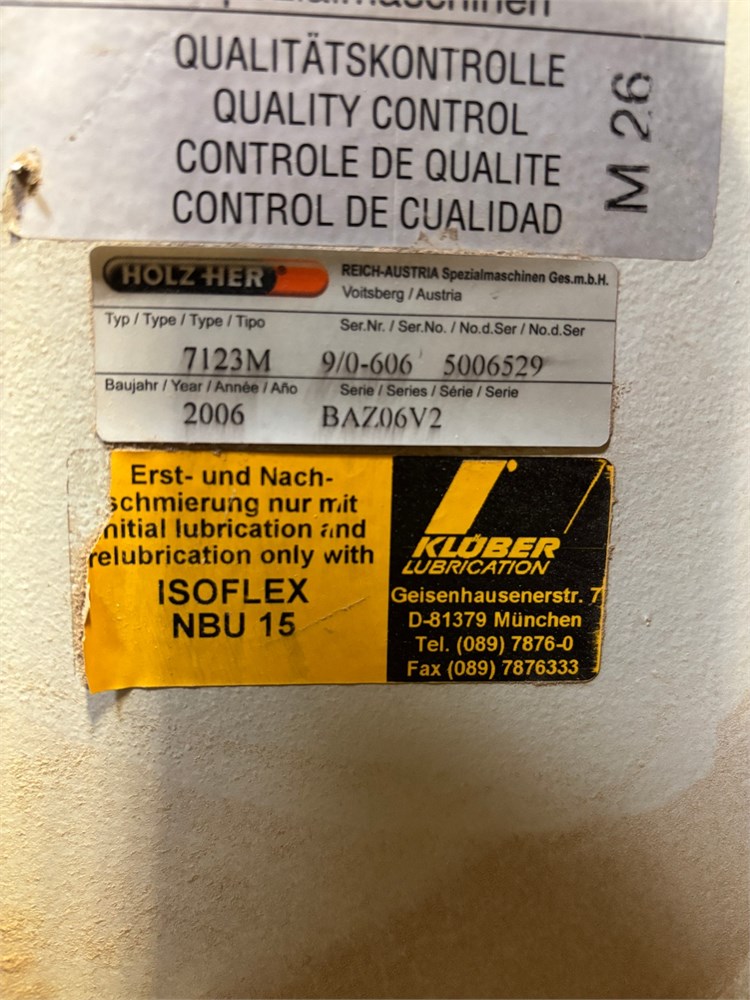 QUALITÄTSKONTROLLE
QUALITY CONTROL
CONTROLE DE QUALITE
CONTROL DE CUALIDAD
M 26
HOLZ-HER
REICH-AUSTRIA Spezialmaschinen Ges.m.b.H.
Voitsberg / Austria
Typ / Type / Type / Tipo
Ser.Nr. / Ser.No. / No.d.Ser / No.d.Ser
7123M
9/0-606 5006529
Baujahr / Year / Année / Año
Serie / Series / Série / Serie
2006
BAZ06V2
Erst- und Nach-
schmierung nur mit
nitial lubrication and
relubrication only with
ISOFLEX
NBU 15
KLÜBER
LUBRICATION
Geisenhausenerstr. 7
D-81379 München
Tel. (089) 7876-0
Fax (089) 7876333